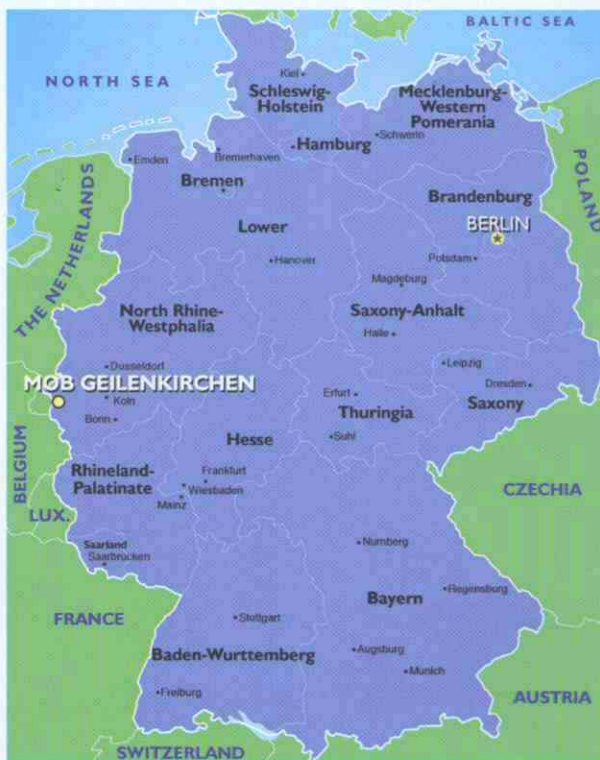 BALTIC SEA
NORTH SEA
Kiel
Schleswig-
Holstein
Mecklenburg-
Western
Pomerania
Schwerin
Hamburg
Emden
Bremerhaven
Bremen
THE NETHERLANDS
POLAND
Brandenburg
BERLIN
Lower
Hanover
Potsdam
Magdeburg
North Rhine-
Westphalia
Saxony-Anhalt
Halle
Dusseldorf
Leipzig
MOB GEILENKIRCHEN
Koln
Erfurt
Dresden
Bonn
Thuringia
Saxony
Suhl
Hesse
BELGIUM
Rhineland-
Palatinate
Frankfurt
Wiesbaden
Mainz
CZECHIA
LUX.
Saarland
Saarbrücken
Nurnberg
FRANCE
Bayern
Regensburg
Stuttgart
Baden-Wurttemberg
Augsburg
Munich
Freiburg
AUSTRIA
SWITZERLAND